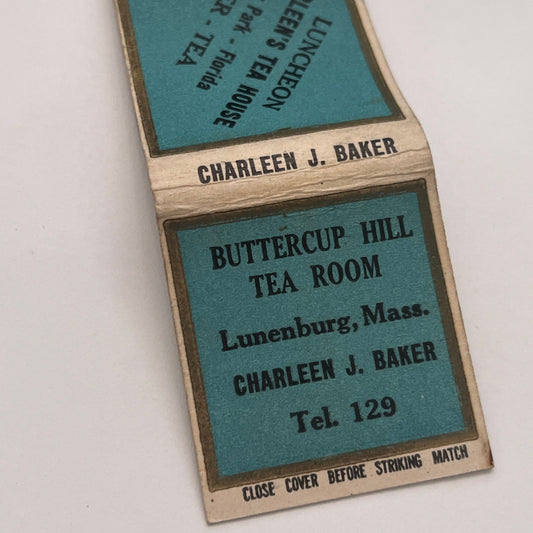 LUNCHEON
RLEEN'S TEA HOUSE
Park - Florida
ER - TEA
CHARLEEN J. BAKER
BUTTERCUP HILL
TEA ROOM
Lunenburg, Mass.
CHARLEEN J. BAKER
Tel. 129
CLOSE COVER BEFORE STRIKING MATCH